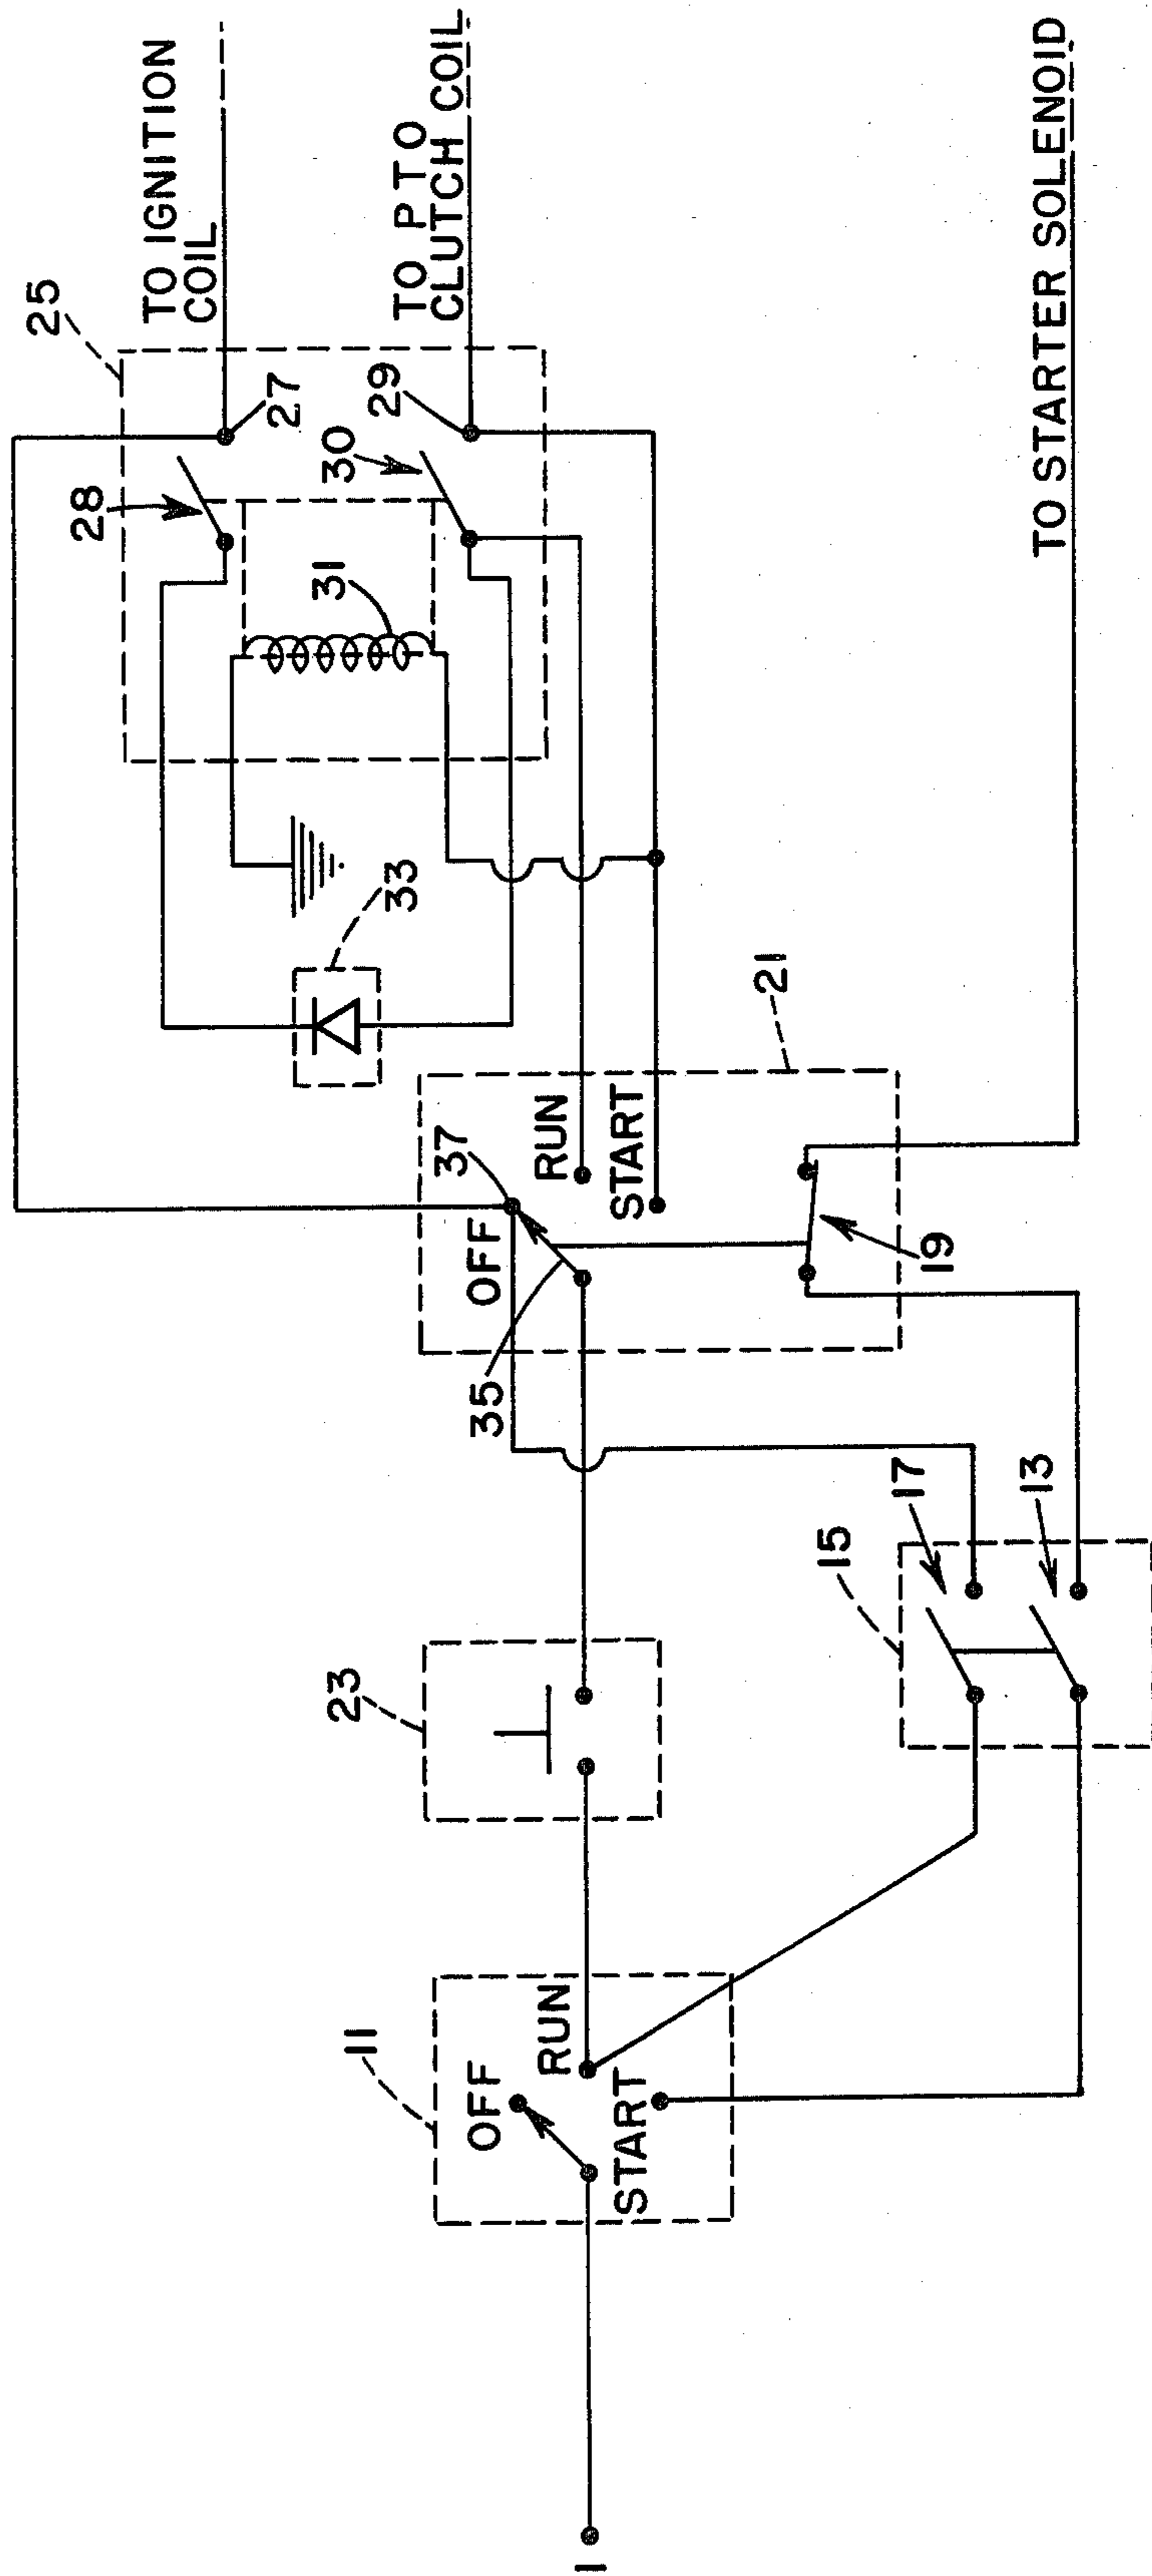 25
TO IGNITION
COIL
28
27
30
29
TO P T O
CLUTCH COIL
31
33
37
OFF
RUN
START
35
21
19
TO STARTER SOLENOID
23
11
OFF
RUN
START
15
17
13
1